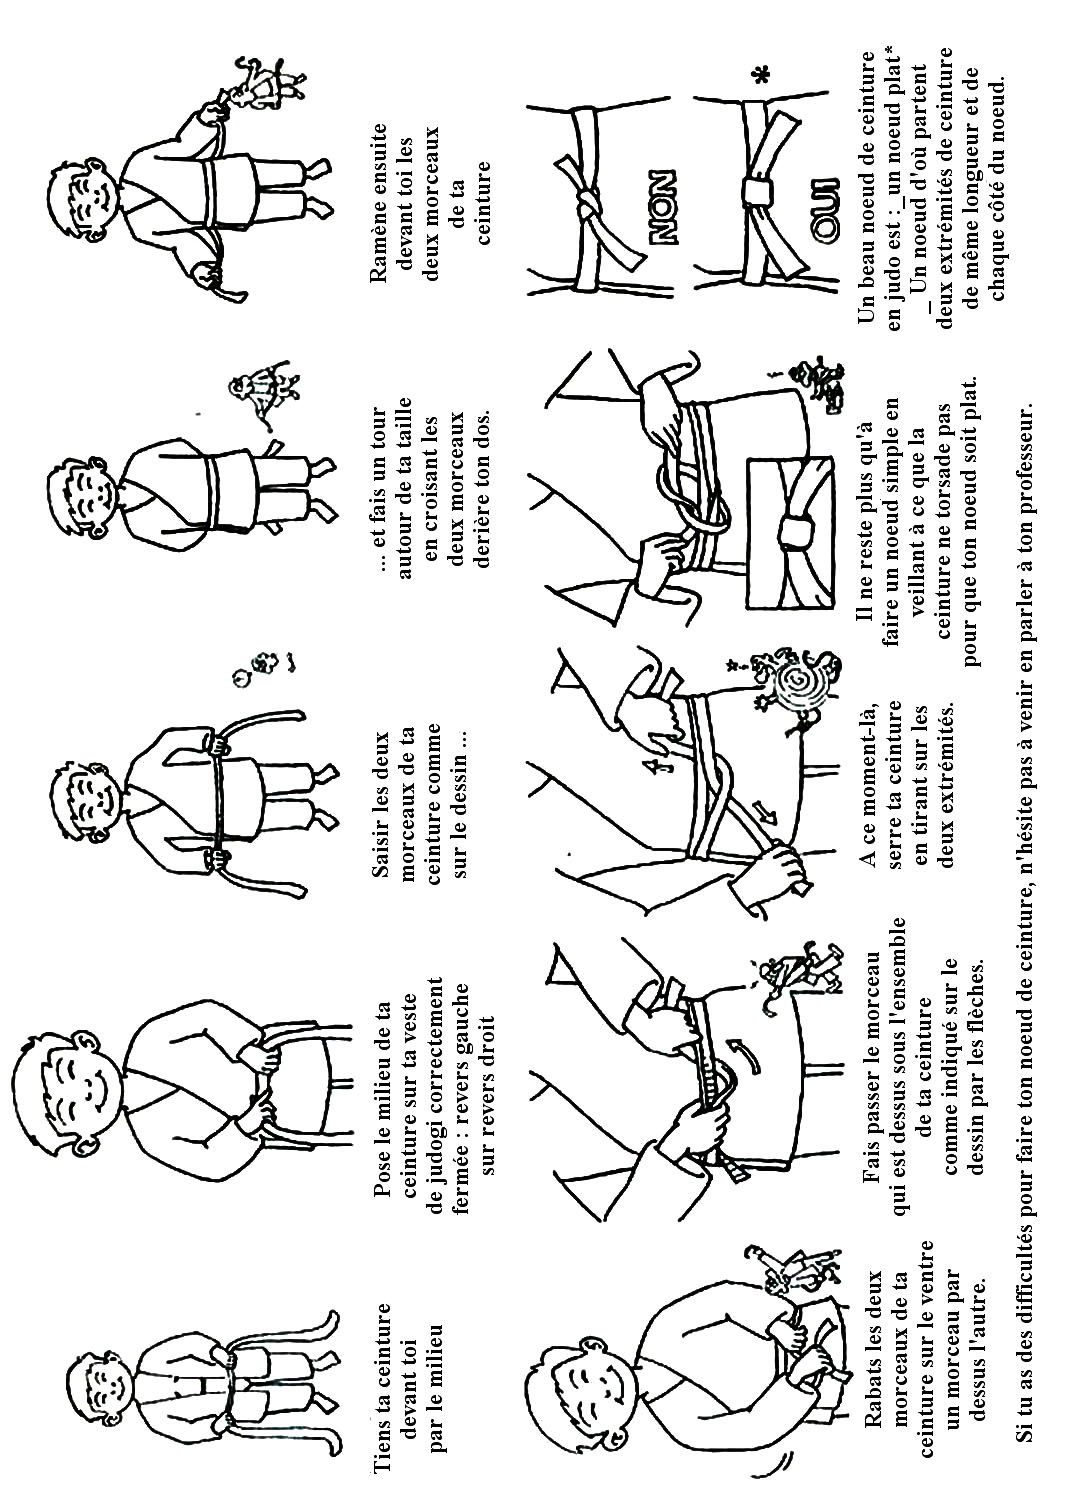 Tiens ta ceinture
devant toi
par le milieu
Pose le milieu de ta
ceinture sur ta veste
de judogi correctement
fermée : revers gauche
sur revers droit
Saisir les deux
morceaux de ta
ceinture comme
sur le dessin ...
... et fais un tour
autour de ta taille
en croisant les
deux morceaux
derière ton dos.
Ramène ensuite
devant toi les
deux morceaux
de ta
ceinture
Rabats les deux
morceaux de ta
ceinture sur le ventre
un morceau par
dessus l'autre.
Fais passer le morceau
qui est dessus sous l'ensemble
de ta ceinture
comme indiqué sur le
dessin par les flèches.
A ce moment-là,
serre ta ceinture
en tirant sur les
deux extrémités.
Il ne reste plus qu'à
faire un noeud simple en
veillant à ce que la
ceinture ne torsade pas
pour que ton noeud soit plat.
NON
*
OUI
Un beau noeud de ceinture
en judo est :_un noeud plat*
_Un noeud d'où partent
deux extrémités de ceinture
de même longueur et de
chaque côté du noeud.
Si tu as des difficultés pour faire ton noeud de ceinture, n'hésite pas à venir en parler à ton professeur.